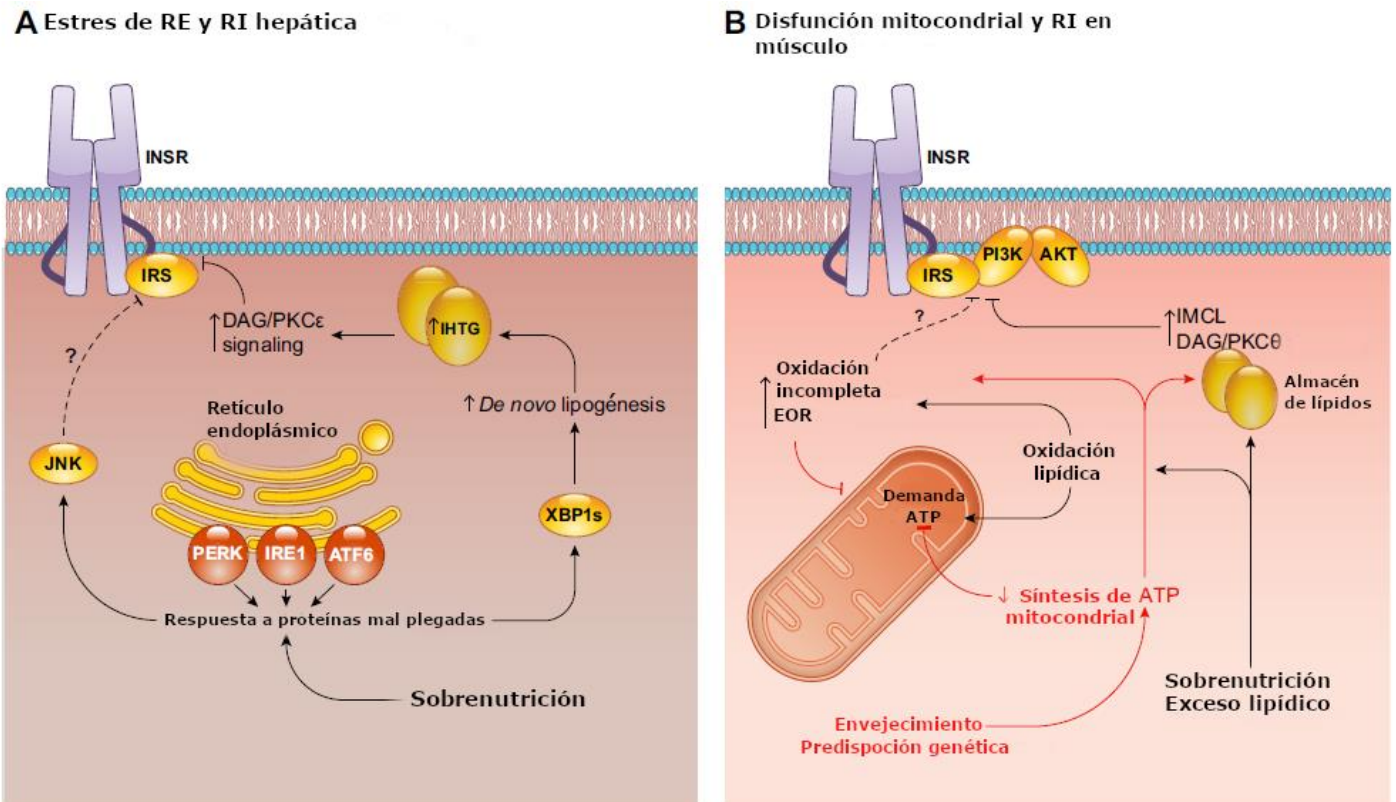 A Estres de RE y RI hepática
INSR
IRS
↑ DAG/PKCε
signaling
↑IHTG
?
↑ De novo lipogénesis
Retículo
endoplásmico
JNK
XBP1s
PERK
IRE1
ATF6
Respuesta a proteínas mal plegadas
Sobrenutrición
B Disfunción mitocondrial y RI en
músculo
INSR
IRS
PI3K
AKT
?
↑ IMCL
DAG/PKCθ
↑ Oxidación
incompleta
EOR
Almacén
de lípidos
Oxidación
lipídica
Demanda
ATP
↓ Síntesis de ATP
mitocondrial
Sobrenutrición
Exceso lipídico
Envejecimiento
Predispoción genética